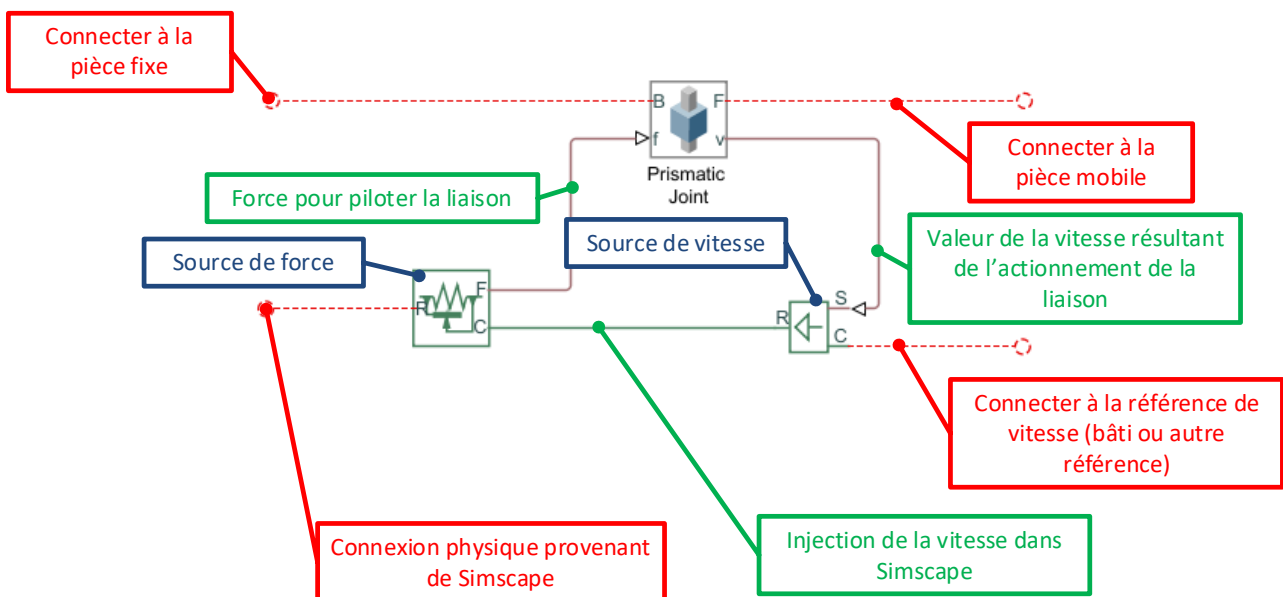 Connecter à la
pièce fixe
B
F
f
v
Prismatic
Joint
Connecter à la
pièce mobile
Force pour piloter la liaison
Source de force
Source de vitesse
Valeur de la vitesse résultant
de l’actionnement de la
liaison
R
F
C
R
S
C
Connecter à la référence de
vitesse (bâti ou autre
référence)
Connexion physique provenant
de Simscape
Injection de la vitesse dans
Simscape